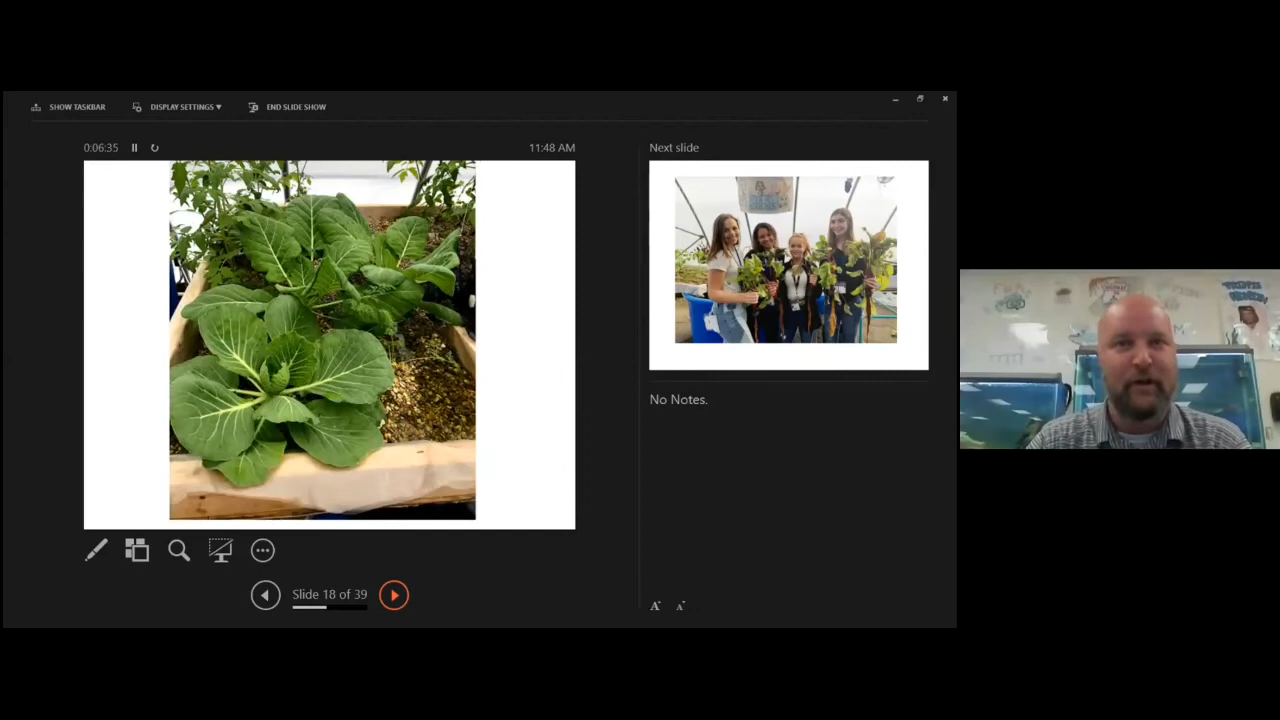 SHOW TASKBAR
DISPLAY SETTINGS ▾
END SLIDE SHOW
0:06:35
11:48 AM
Next slide
No Notes.
Slide 18 of 39